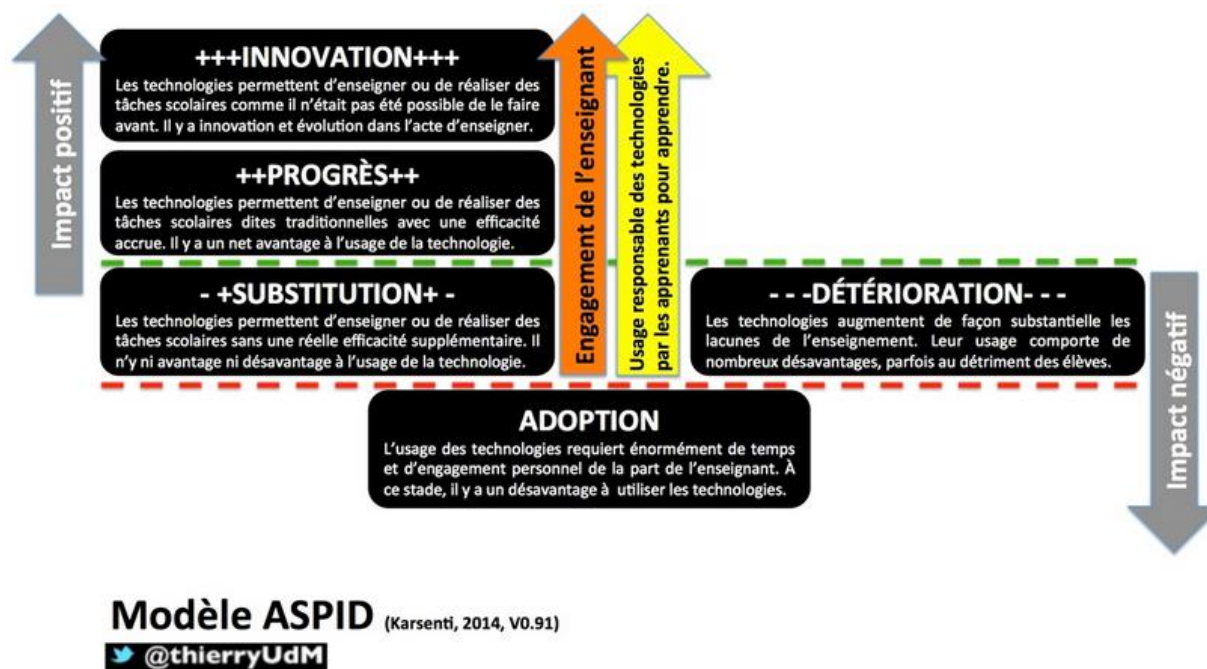 Impact positif
+++INNOVATION+++
Les technologies permettent d'enseigner ou de réaliser des
tâches scolaires comme il n'était pas été possible de le faire
avant. Il y a innovation et évolution dans l'acte d'enseigner.
++PROGRÈS++
Les technologies permettent d'enseigner ou de réaliser des
tâches scolaires dites traditionnelles avec une efficacité
accrue. Il y a un net avantage à l'usage de la technologie.
- +SUBSTITUTION+ -
Les technologies permettent d'enseigner ou de réaliser des
tâches scolaires sans une réelle efficacité supplémentaire. Il
n'y ni avantage ni désavantage à l'usage de la technologie.
Engagement de l'enseignant
Usage responsable des technologies
par les apprenants pour apprendre.
- - -DÉTÉRIORATION- - -
Les technologies augmentent de façon substantielle les
lacunes de l'enseignement. Leur usage comporte de
nombreux désavantages, parfois au détriment des élèves.
Impact négatif
ADOPTION
L'usage des technologies requiert énormément de temps
et d'engagement personnel de la part de l'enseignant. À
ce stade, il y a un désavantage à utiliser les technologies.
Modèle ASPID (Karsenti, 2014, V0.91)
@thierryUdM